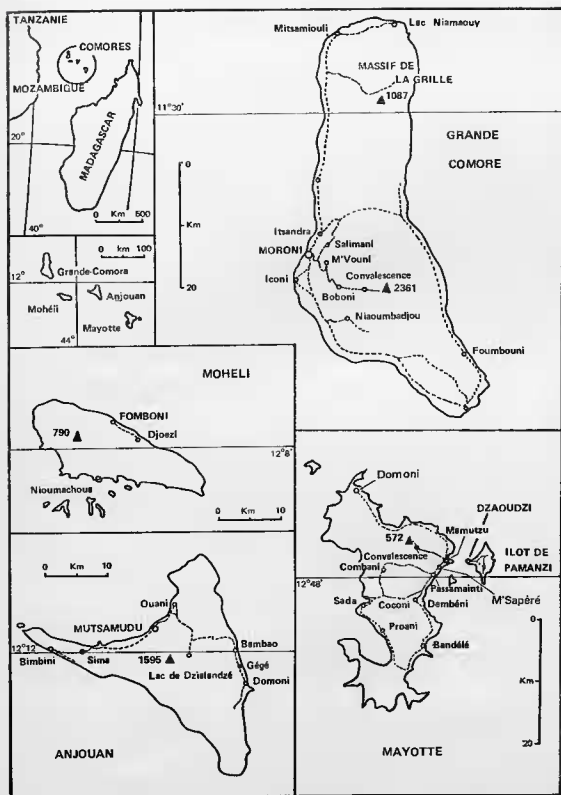 TANZANIE
COMORES
MOZAMBIQUE
MADAGASCAR
20°
0 Km 500
40°
0 km 100
Grande-Comore
12°
Mohéli
Anjouan
Mayotte
44°
Mitsamiouli
Lac Niamaouy
MASSIF DE
LA GRILLE
1087
11°30'
GRANDE
COMORE
0
Km
20
Itsandra
Salimani
MORONI
M'Vouni
Convalescence
Iconi
2361
Boboni
Niaoumbadjou
Foumbouni
MOHELI
FOMBONI
790
Djoezi
12°8'
Nioumachoua
0 Km 10
0 Km 10
Ouani
MUTSAMUDU
Bambao
12°12'
Bimbini
Sima
1595
Gégé
Lac de Dzialandzé
Domoni
ANJOUAN
Domoni
DZAOUDZI
Mamutzu
572
Convalescence
ILOT DE
PAMANZI
Combani
12°48'
Passamainti
M'Sapéré
Sada
Coconi
Dembéni
Proani
Bandélé
0
Km
20
MAYOTTE